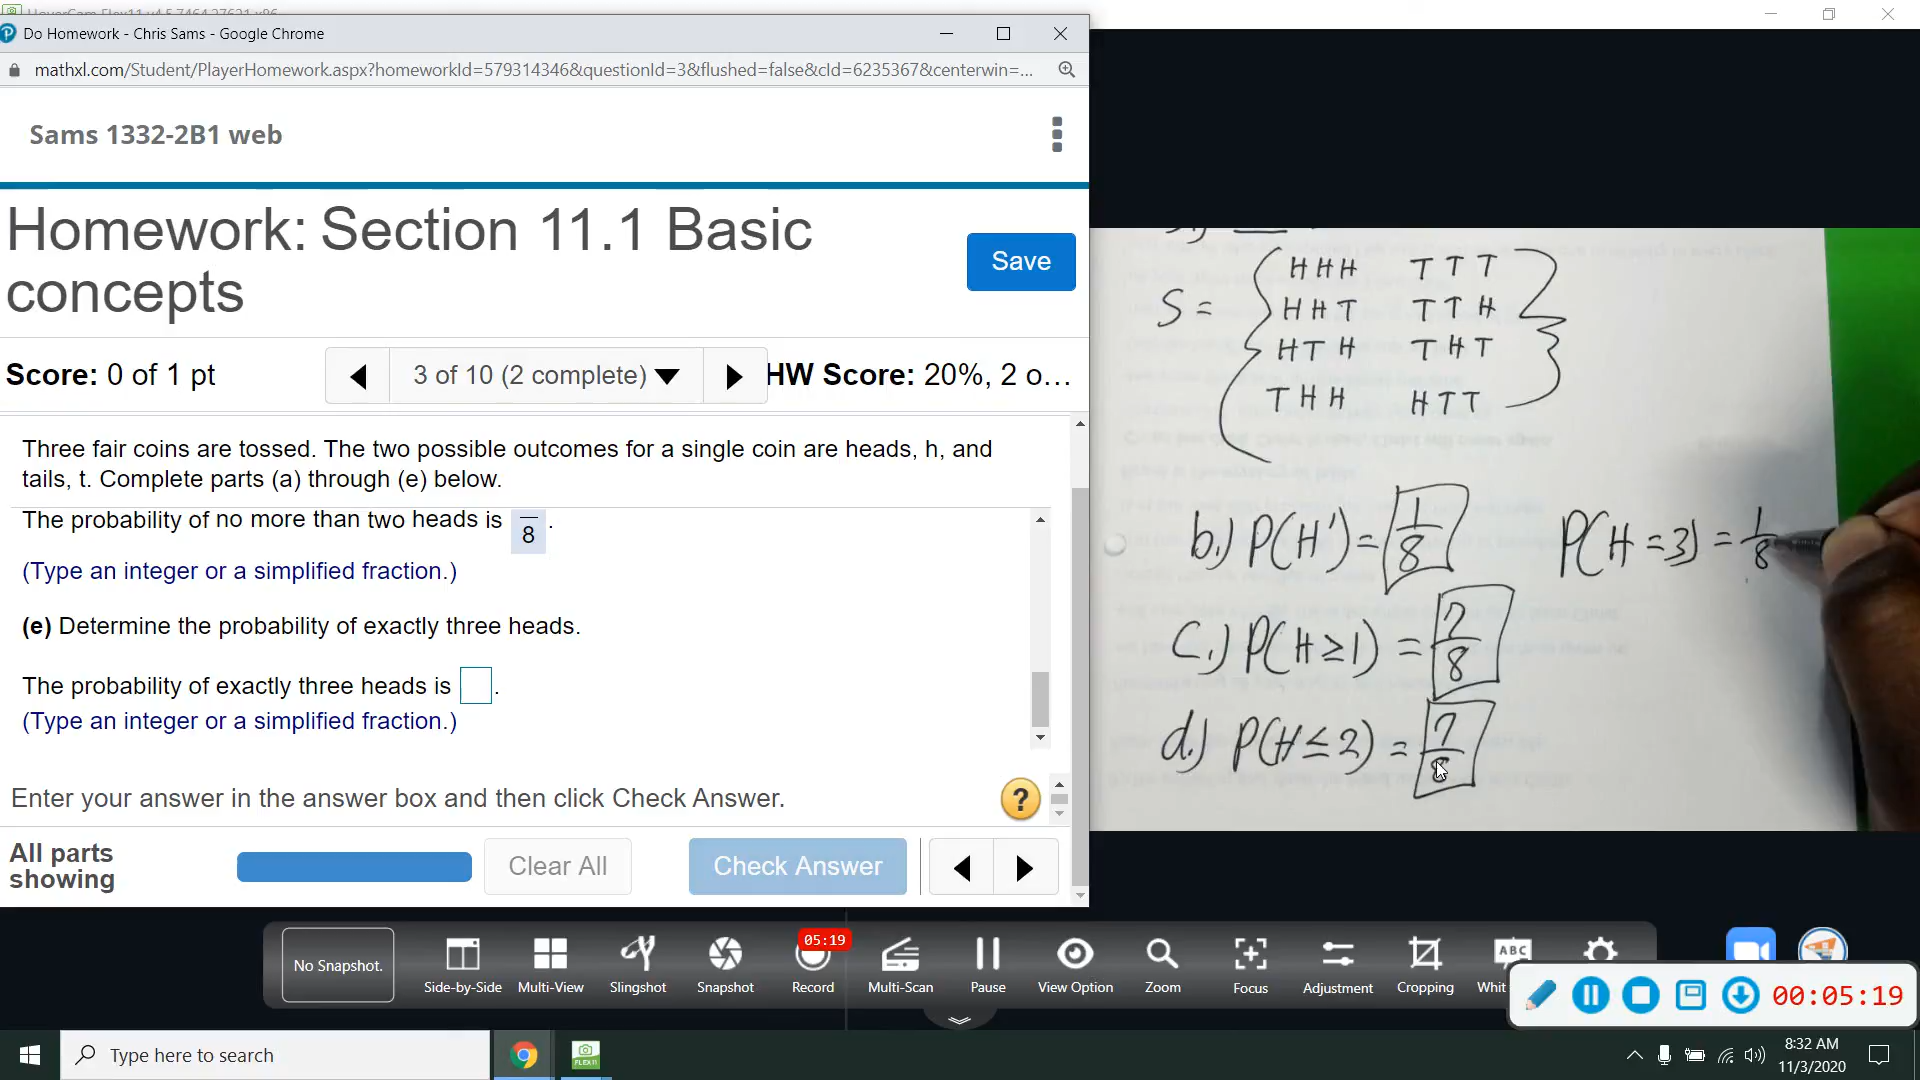 Do Homework - Chris Sams - Google Chrome
mathxl.com/Student/PlayerHomework.aspx?homeworkId=579314346&questionId=3&flushed=false&cId=6235367&centerwin=...
Sams 1332-2B1 web
Homework: Section 11.1 Basic
concepts
Save
Score: 0 of 1 pt
3 of 10 (2 complete)
HW Score: 20%, 2 o...
Three fair coins are tossed. The two possible outcomes for a single coin are heads, h, and
tails, t. Complete parts (a) through (e) below.
The probability of no more than two heads is /8.
(Type an integer or a simplified fraction.)
(e) Determine the probability of exactly three heads.
The probability of exactly three heads is .
(Type an integer or a simplified fraction.)
Enter your answer in the answer box and then click Check Answer.
?
All parts
showing
Clear All
Check Answer
S =
HHH TTT
HHT TTH
HTH THT
THH HTT
b.) P(H') = 1/8
P(H=3) = 1/8
c.) P(H≥1) = 7/8
d.) P(H≤2) = 7/8
No Snapshot.
Side-by-Side
Multi-View
Slingshot
Snapshot
05:19
Record
Multi-Scan
Pause
View Option
Zoom
Focus
Adjustment
Cropping
ABC
Whit
00:05:19
Type here to search
FLEX11
8:32 AM
11/3/2020